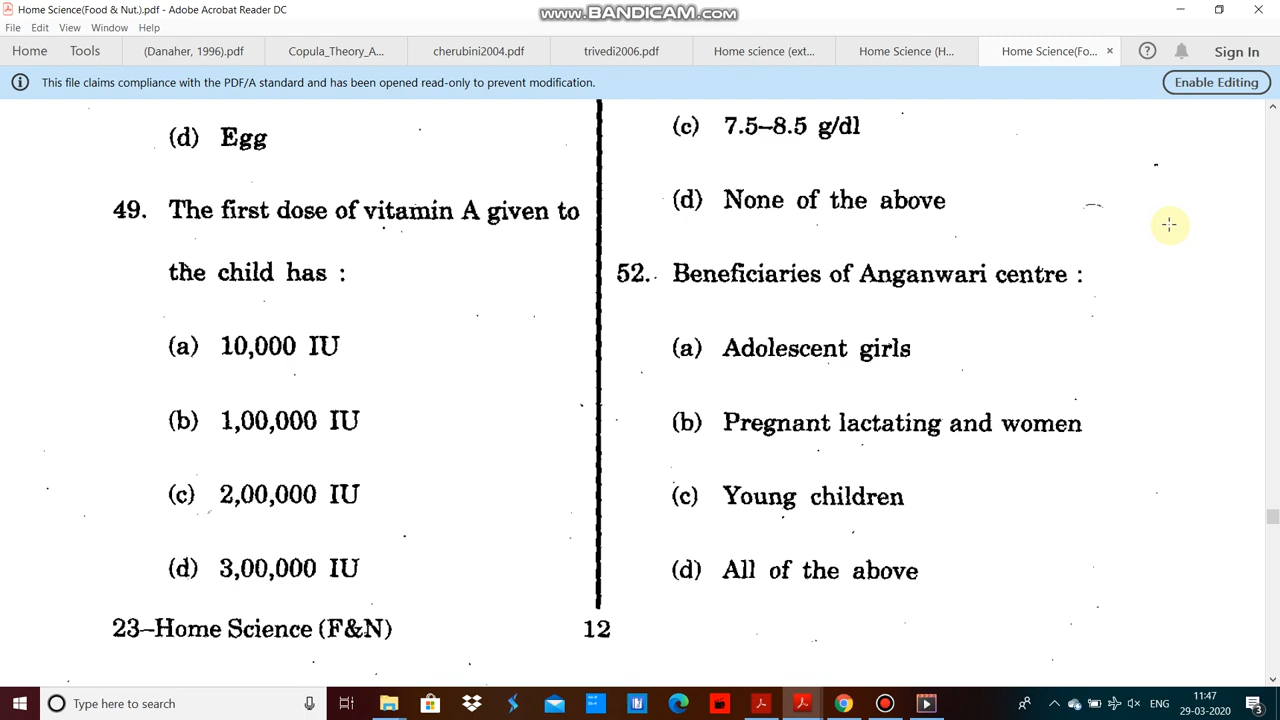 Home Science(Food & Nut.).pdf - Adobe Acrobat Reader DC
www.BANDICAM.com
File Edit View Window Help
Home Tools (Danaher, 1996).pdf Copula_Theory_A... cherubini2004.pdf trivedi2006.pdf Home science (ext... Home Science (H... Home Science(Fo... × Sign In
This file claims compliance with the PDF/A standard and has been opened read-only to prevent modification. Enable Editing
(d) Egg
49. The first dose of vitamin A given to
the child has :
(a) 10,000 IU
(b) 1,00,000 IU
(c) 2,00,000 IU
(d) 3,00,000 IU
(c) 7.5–8.5 g/dl
(d) None of the above
52. Beneficiaries of Anganwari centre :
(a) Adolescent girls
(b) Pregnant lactating and women
(c) Young children
(d) All of the above
23–Home Science (F&N) 12
Type here to search
ENG
11:47
29-03-2020
3